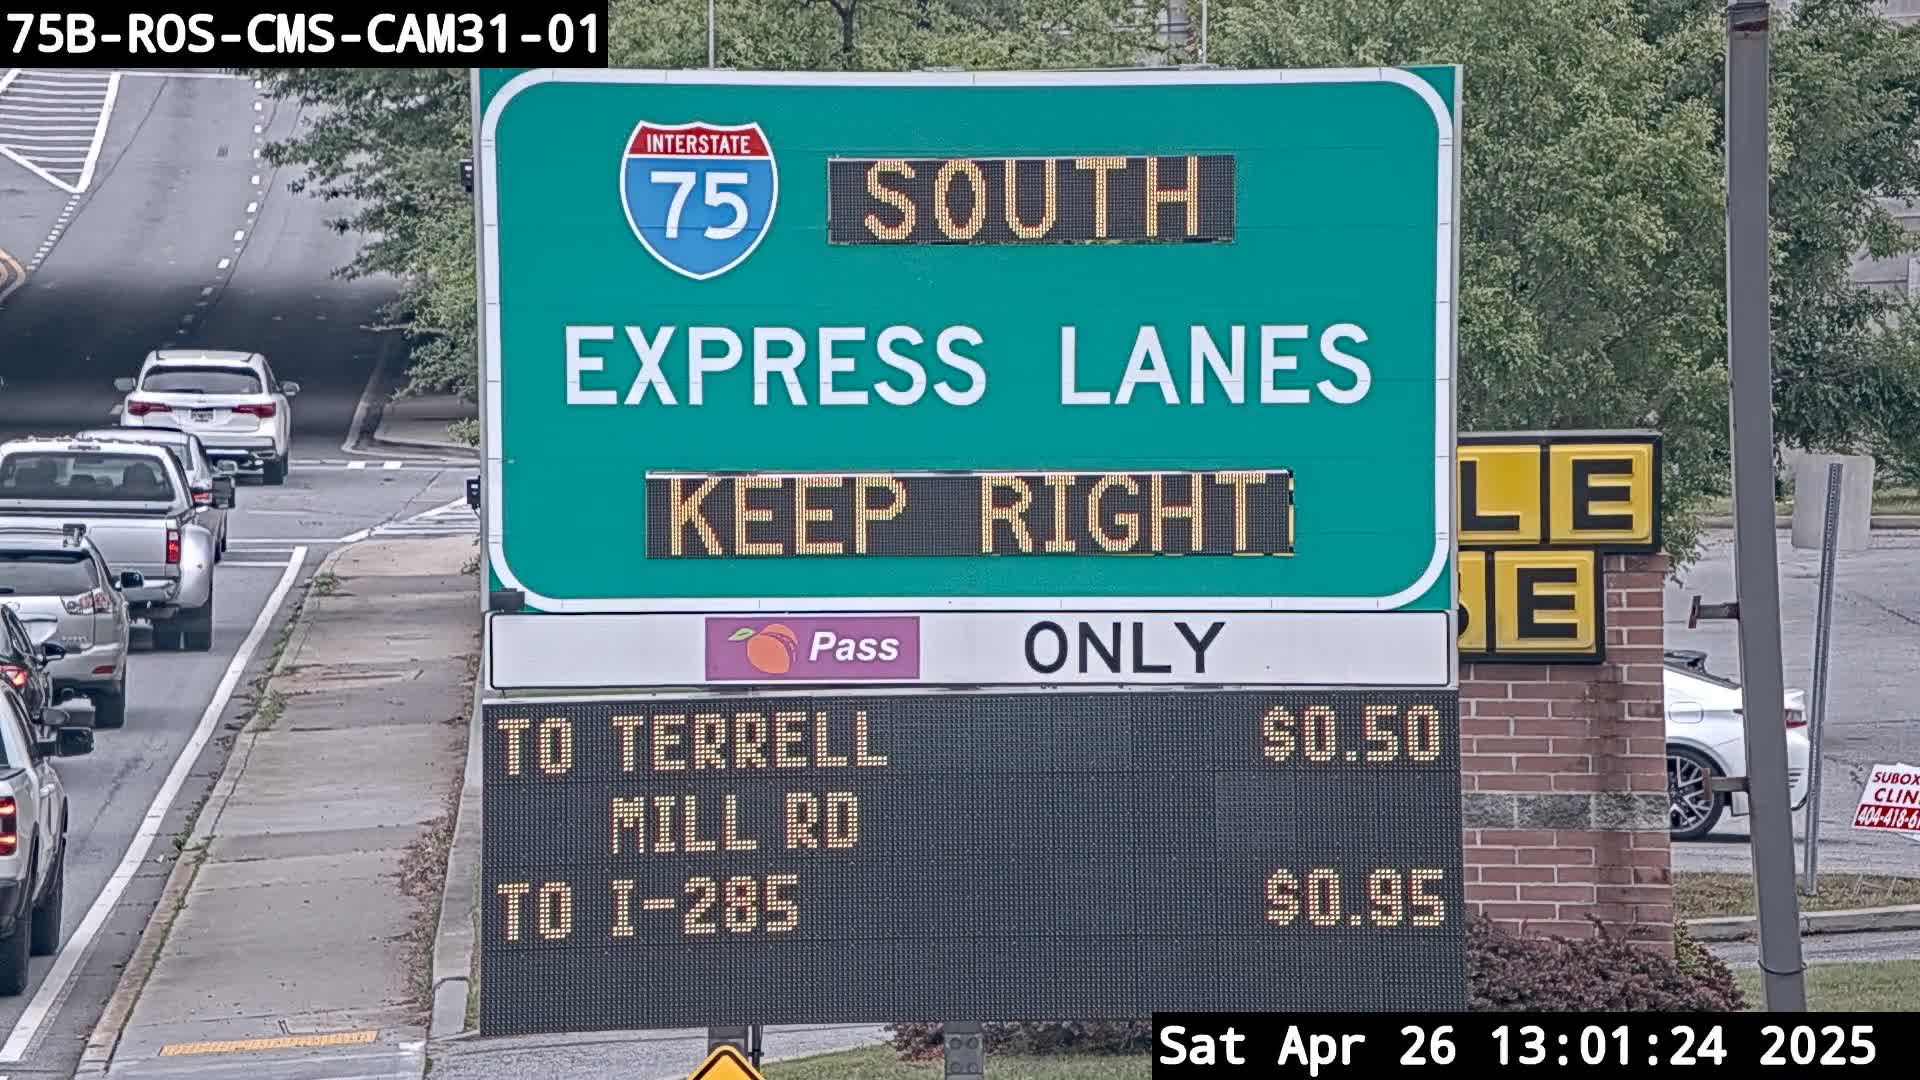 75B-ROS-CMS-CAM31-01
INTERSTATE
75 SOUTH
EXPRESS LANES
KEEP RIGHT
Pass ONLY
TO TERRELL $0.50
MILL RD
TO I-285 $0.95
LE
E
Sat Apr 26 13:01:24 2025